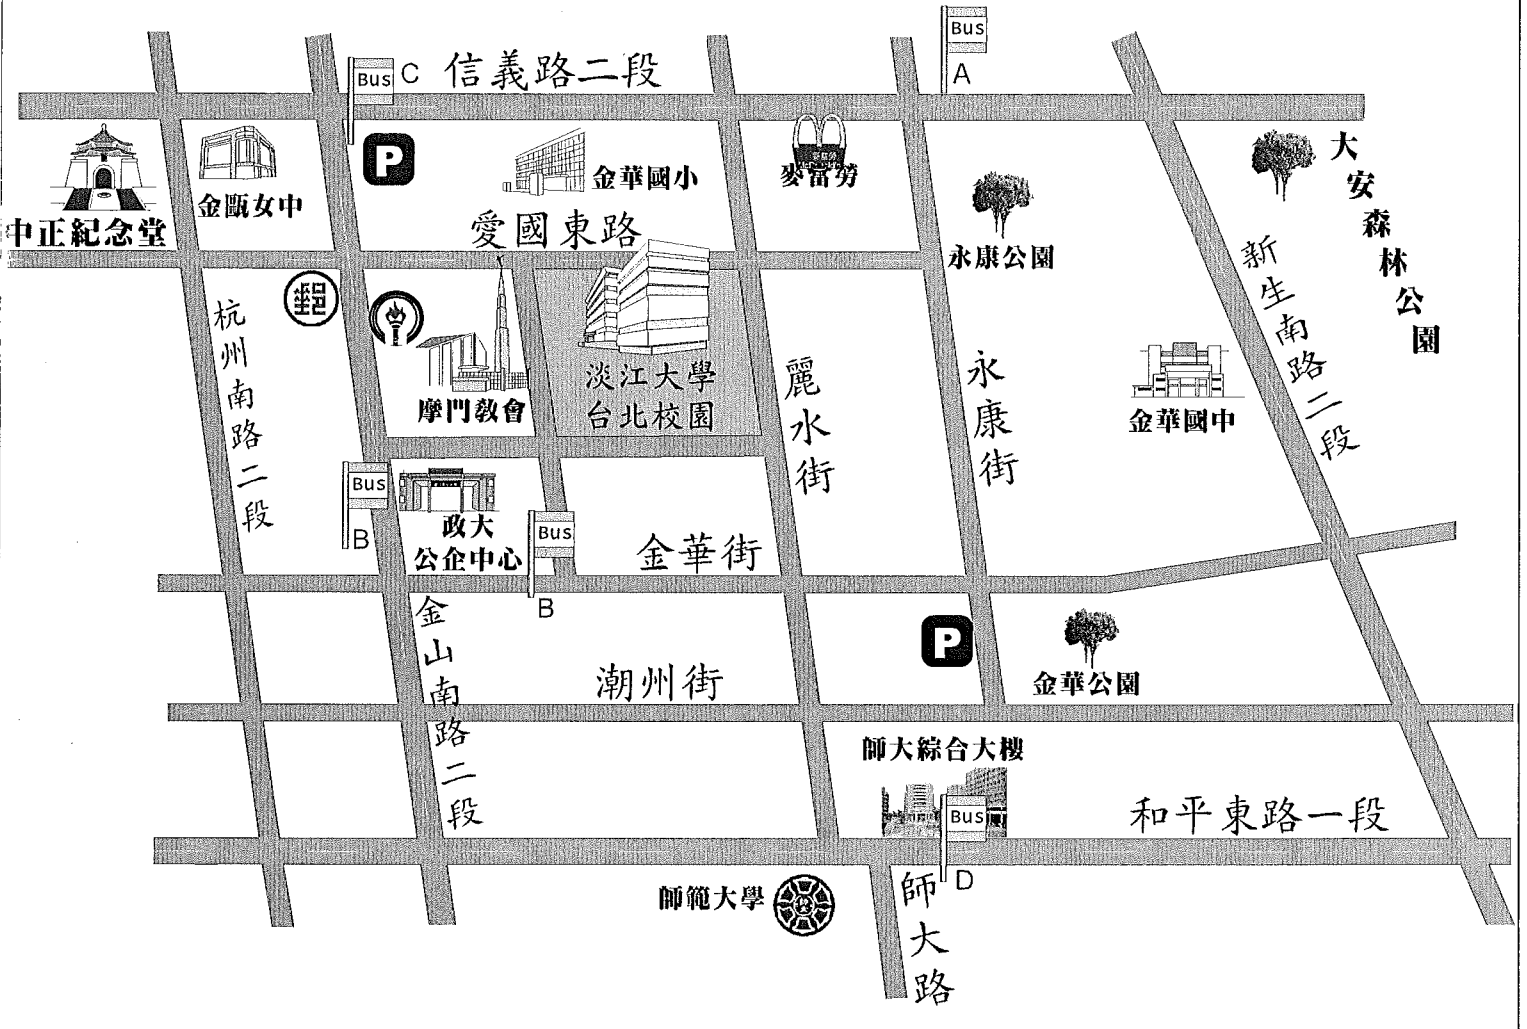 Bus
A
Bus
C
信義路二段
P
中正紀念堂
金甌女中
金華國小
麥當勞
永康公園
大安森林公園
愛國東路
新生南路二段
杭州南路二段
摩門教會
淡江大學
台北校園
麗水街
永康街
金華國中
Bus
B
政大
公企中心
Bus
B
金華街
金山南路二段
P
金華公園
潮州街
師大綜合大樓
Bus
D
和平東路一段
師範大學
師大路